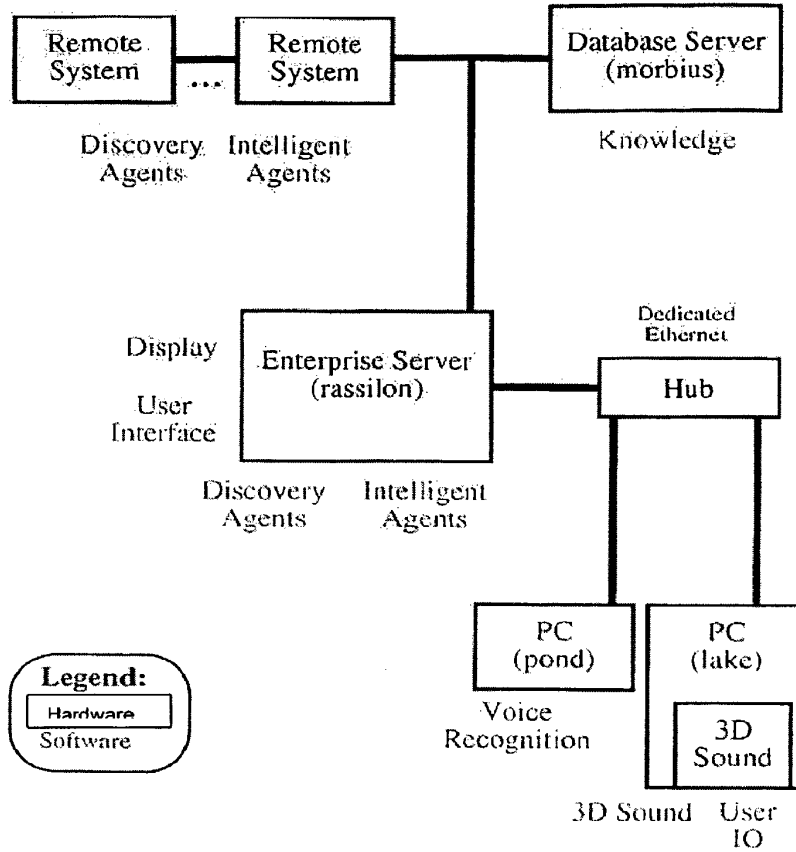 Remote
System
...
Remote
System
Database Server
(morbius)
Discovery
Agents
Intelligent
Agents
Knowledge
Display
User
Interface
Enterprise Server
(rassilon)
Dedicated
Ethernet
Hub
Discovery
Agents
Intelligent
Agents
PC
(pond)
PC
(lake)
Voice
Recognition
3D
Sound
3D Sound
User
IO
Legend:
Hardware
Software